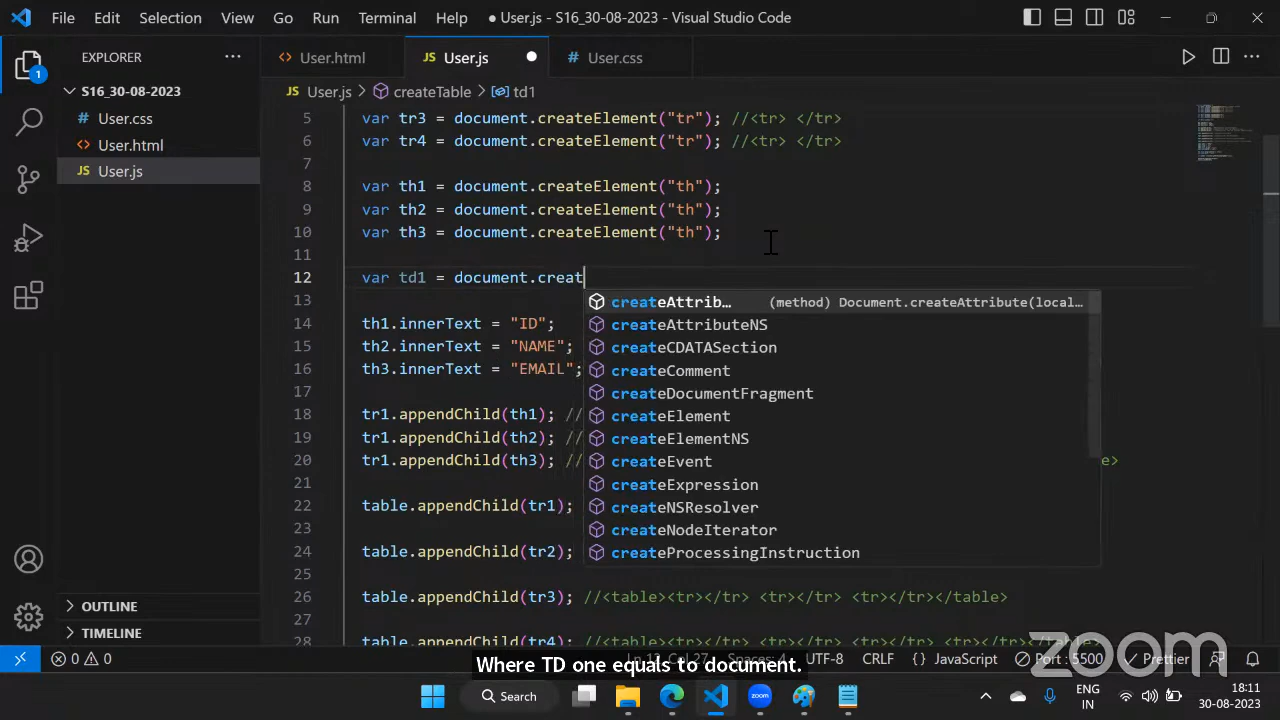 File Edit Selection View Go Run Terminal Help ● User.js - S16_30-08-2023 - Visual Studio Code
EXPLORER
S16_30-08-2023
# User.css
<> User.html
JS User.js
OUTLINE
TIMELINE
1
<> User.html
JS User.js
# User.css
JS User.js > createTable > td1
5 var tr3 = document.createElement("tr"); //<tr> </tr>
6 var tr4 = document.createElement("tr"); //<tr> </tr>
7
8 var th1 = document.createElement("th");
9 var th2 = document.createElement("th");
10 var th3 = document.createElement("th");
11
12 var td1 = document.creat
13
14 th1.innerText = "ID";
15 th2.innerText = "NAME";
16 th3.innerText = "EMAIL";
17
18 tr1.appendChild(th1); //
19 tr1.appendChild(th2); //
20 tr1.appendChild(th3); // e>
21
22 table.appendChild(tr1);
23
24 table.appendChild(tr2);
25
26 table.appendChild(tr3); //<table><tr></tr> <tr></tr> <tr></tr></table>
27
28 table.appendChild(tr4); //<table><tr></tr> <tr></tr> <tr></tr> <tr></tr></table>
createAttrib… (method) Document.createAttribute(local…
createAttributeNS
createCDATASection
createComment
createDocumentFragment
createElement
createElementNS
createEvent
createExpression
createNSResolver
createNodeIterator
createProcessingInstruction
zoom
0 0 UTF-8 CRLF {} JavaScript Port : 5500 Prettier
Where TD one equals to document.
Search
zoom
ENG
IN
18:11
30-08-2023